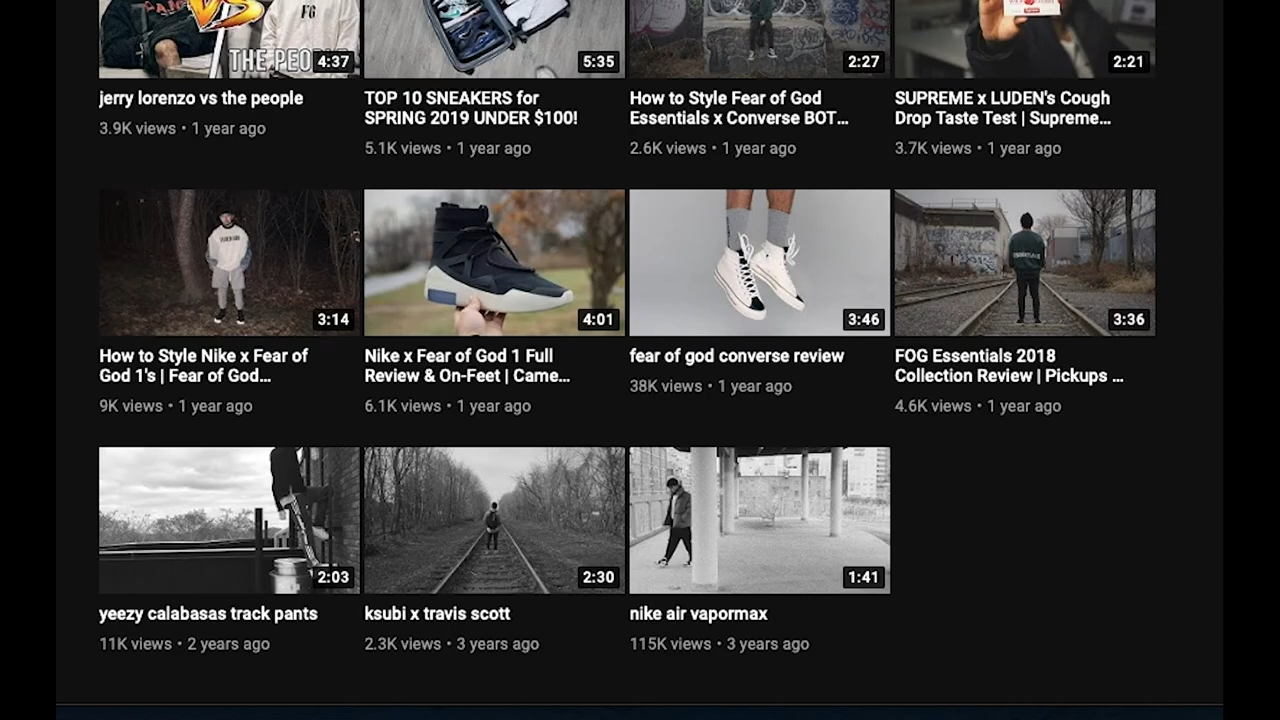 VS
FG
THE PEO
4:37
5:35
2:27
2:21
jerry lorenzo vs the people
3.9K views • 1 year ago
TOP 10 SNEAKERS for
SPRING 2019 UNDER $100!
5.1K views • 1 year ago
How to Style Fear of God
Essentials x Converse BOT…
2.6K views • 1 year ago
SUPREME x LUDEN's Cough
Drop Taste Test | Supreme…
3.7K views • 1 year ago
3:14
4:01
3:46
3:36
How to Style Nike x Fear of
God 1's | Fear of God…
9K views • 1 year ago
Nike x Fear of God 1 Full
Review & On-Feet | Came…
6.1K views • 1 year ago
fear of god converse review
38K views • 1 year ago
FOG Essentials 2018
Collection Review | Pickups …
4.6K views • 1 year ago
2:03
2:30
1:41
yeezy calabasas track pants
11K views • 2 years ago
ksubi x travis scott
2.3K views • 3 years ago
nike air vapormax
115K views • 3 years ago